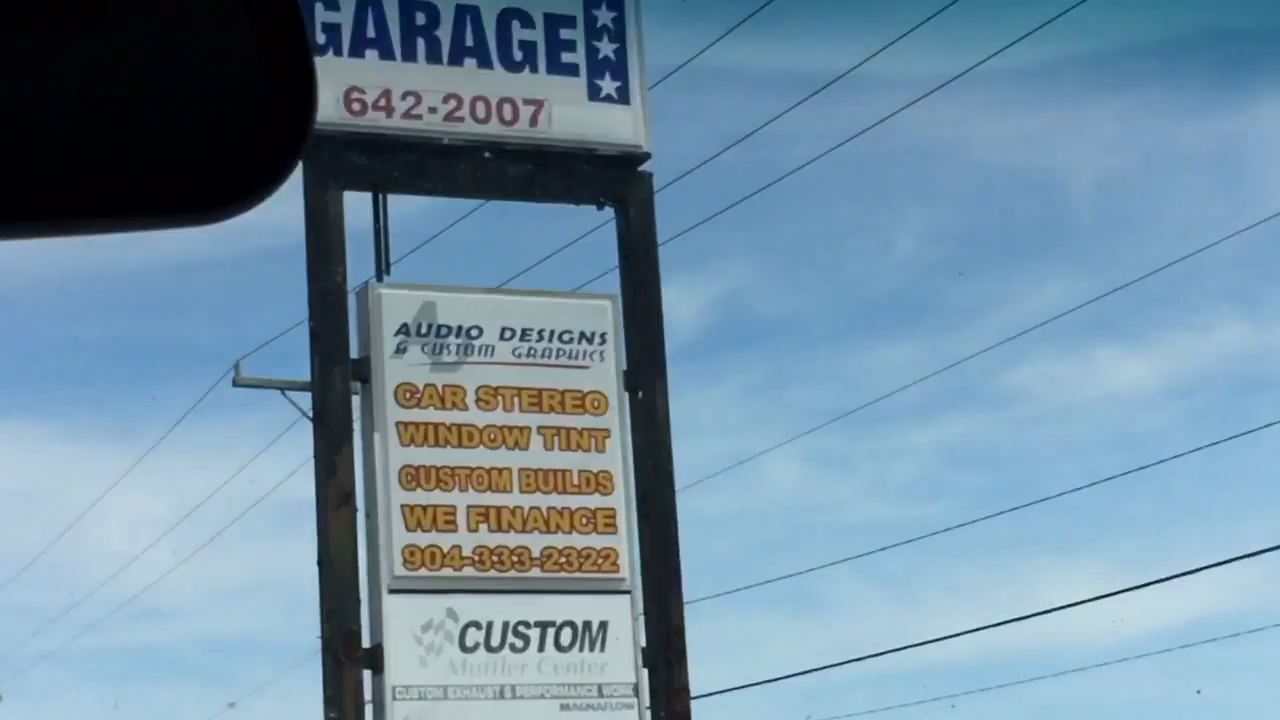 GARAGE
642-2007
AUDIO DESIGNS
& CUSTOM GRAPHICS
CAR STEREO
WINDOW TINT
CUSTOM BUILDS
WE FINANCE
904-333-2322
CUSTOM
Muffler Center
CUSTOM EXHAUST & PERFORMANCE WORK
MAGNAFLOW